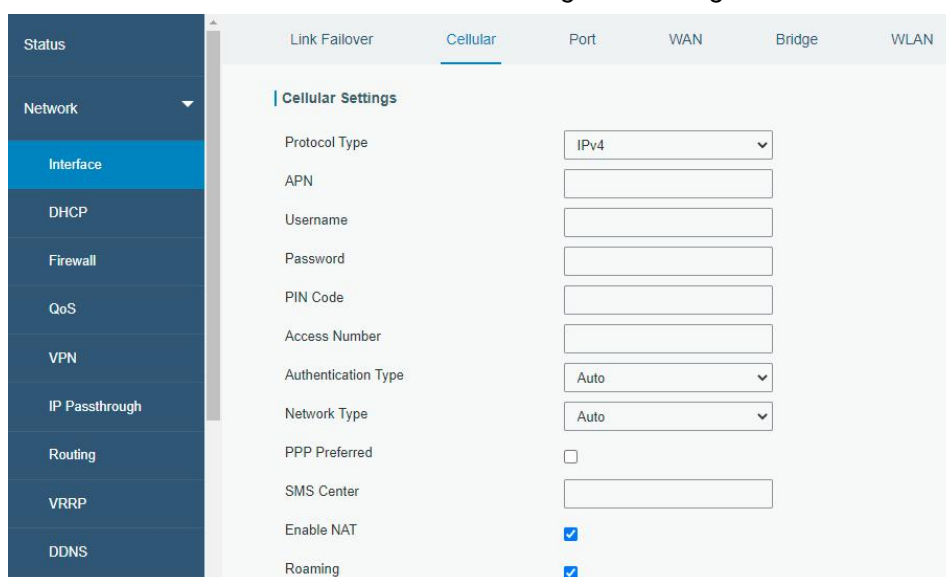 Status
Network
Interface
DHCP
Firewall
QoS
VPN
IP Passthrough
Routing
VRRP
DDNS
Link Failover Cellular Port WAN Bridge WLAN
Cellular Settings
Protocol Type IPv4
APN
Username
Password
PIN Code
Access Number
Authentication Type Auto
Network Type Auto
PPP Preferred
SMS Center
Enable NAT
Roaming